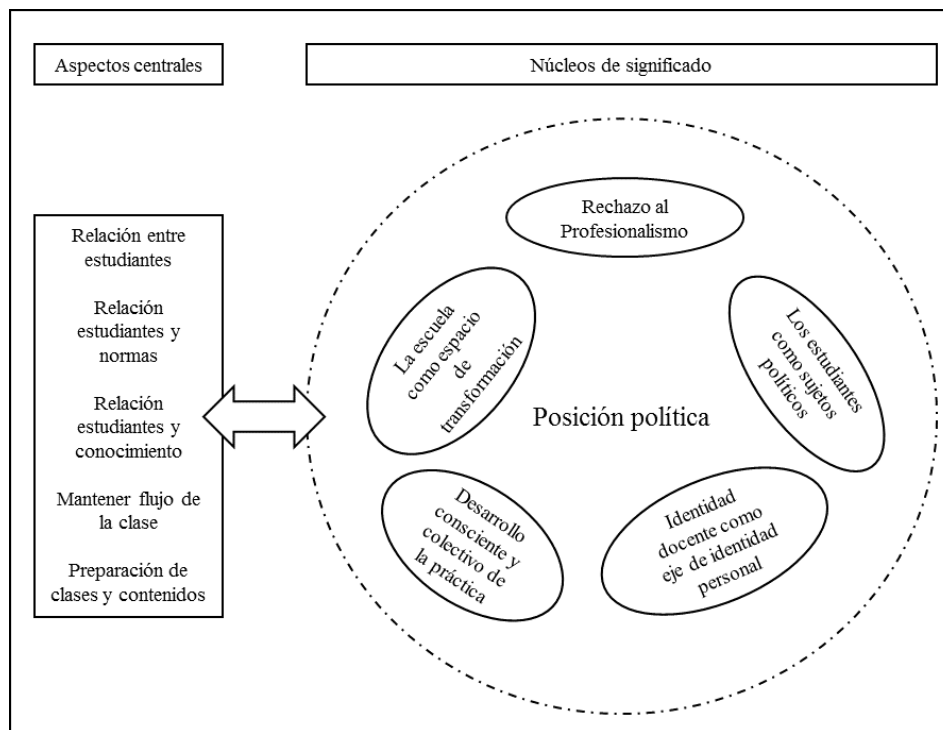 Aspectos centrales
Núcleos de significado
Relación entre
estudiantes
Relación
estudiantes y
normas
Relación
estudiantes y
conocimiento
Mantener flujo de
la clase
Preparación de
clases y contenidos
Rechazo al
Profesionalismo
La escuela
como espacio
de
transformación
Los estudiantes
como sujetos
políticos
Posición política
Desarrollo
consciente y
colectivo de
la práctica
Identidad
docente como
eje de identidad
personal